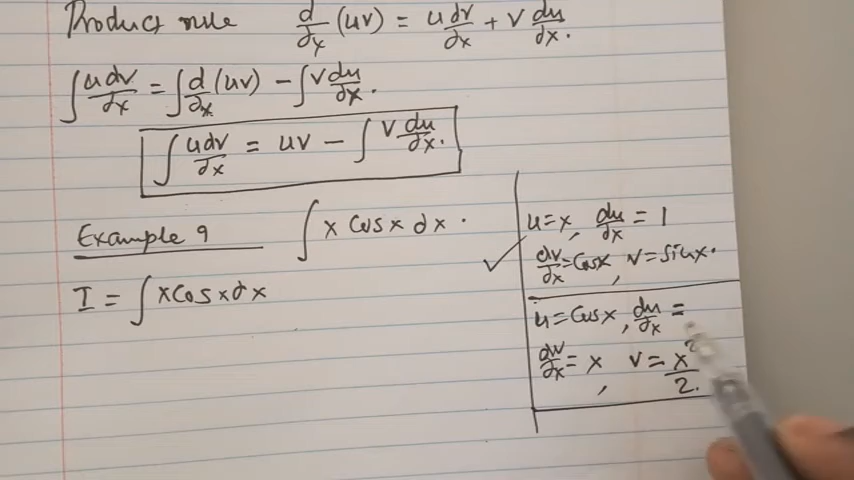 Product rule d/dx (uv) = u dv/dx + v du/dx.
∫ u dv/dx = ∫ d/dx (uv) - ∫ v du/dx.
∫ u dv/dx = uv - ∫ v du/dx.
Example 9 ∫ x Cos x dx.
I = ∫ x Cos x dx
u = x, du/dx = 1
✓ dv/dx = Cos x, v = sin x.
u = Cos x, du/dx =
dv/dx = x, v = x²/2.